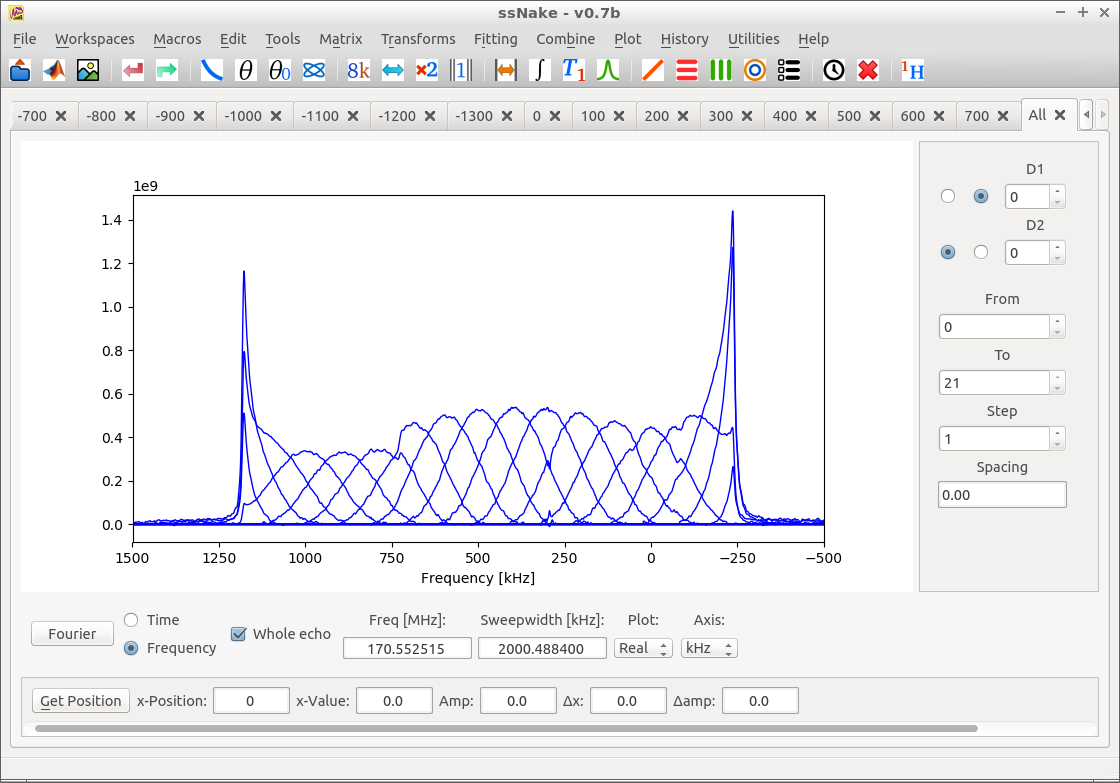 ssNake - v0.7b
File Workspaces Macros Edit Tools Matrix Transforms Fitting Combine Plot History Utilities Help
θ θ0 8k ×2 ||1|| ∫ T1 1H
-700 -800 -900 -1000 -1100 -1200 -1300 0 100 200 300 400 500 600 700 All
1e9
1.4
1.2
1.0
0.8
0.6
0.4
0.2
0.0
1500 1250 1000 750 500 250 0 −250 −500
Frequency [kHz]
D1
0
D2
0
From
0
To
21
Step
1
Spacing
0.00
Fourier
Time
Frequency
Whole echo
Freq [MHz]: Sweepwidth [kHz]: Plot: Axis:
170.552515 2000.488400 Real kHz
Get Position x-Position: 0 x-Value: 0.0 Amp: 0.0 Δx: 0.0 Δamp: 0.0